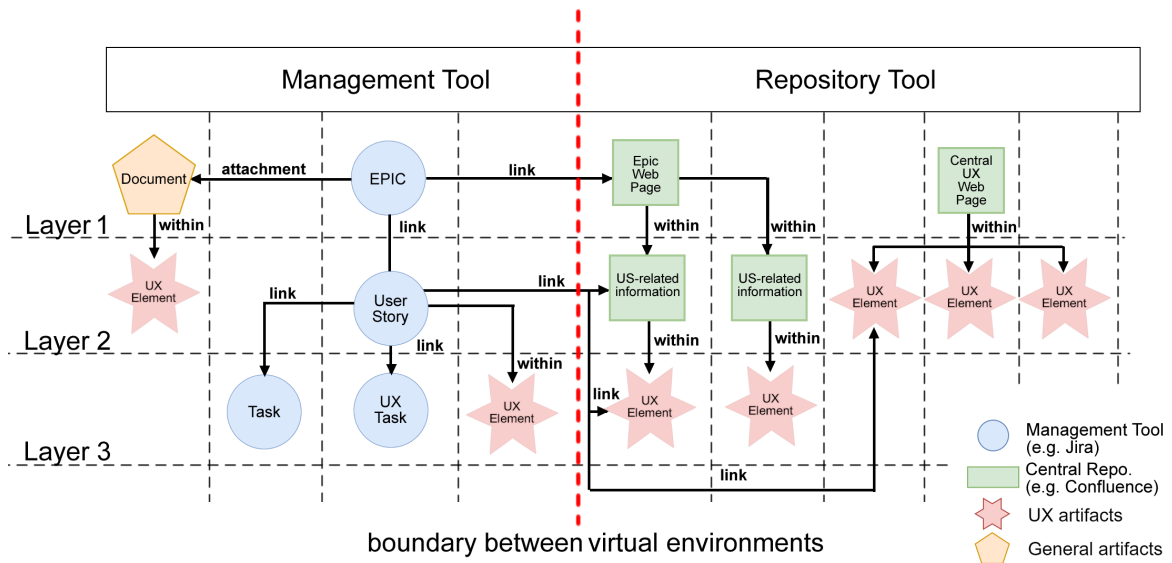 Management Tool
Repository Tool
Document
attachment
EPIC
link
Epic
Web
Page
Central
UX
Web
Page
within
link
within
within
within
Layer 1
UX
Element
link
User
Story
link
US-related
information
US-related
information
UX
Element
UX
Element
UX
Element
Layer 2
link
within
within
within
Task
UX
Task
UX
Element
link
UX
Element
UX
Element
Layer 3
link
Management Tool
(e.g. Jira)
Central Repo.
(e.g. Confluence)
UX artifacts
General artifacts
boundary between virtual environments